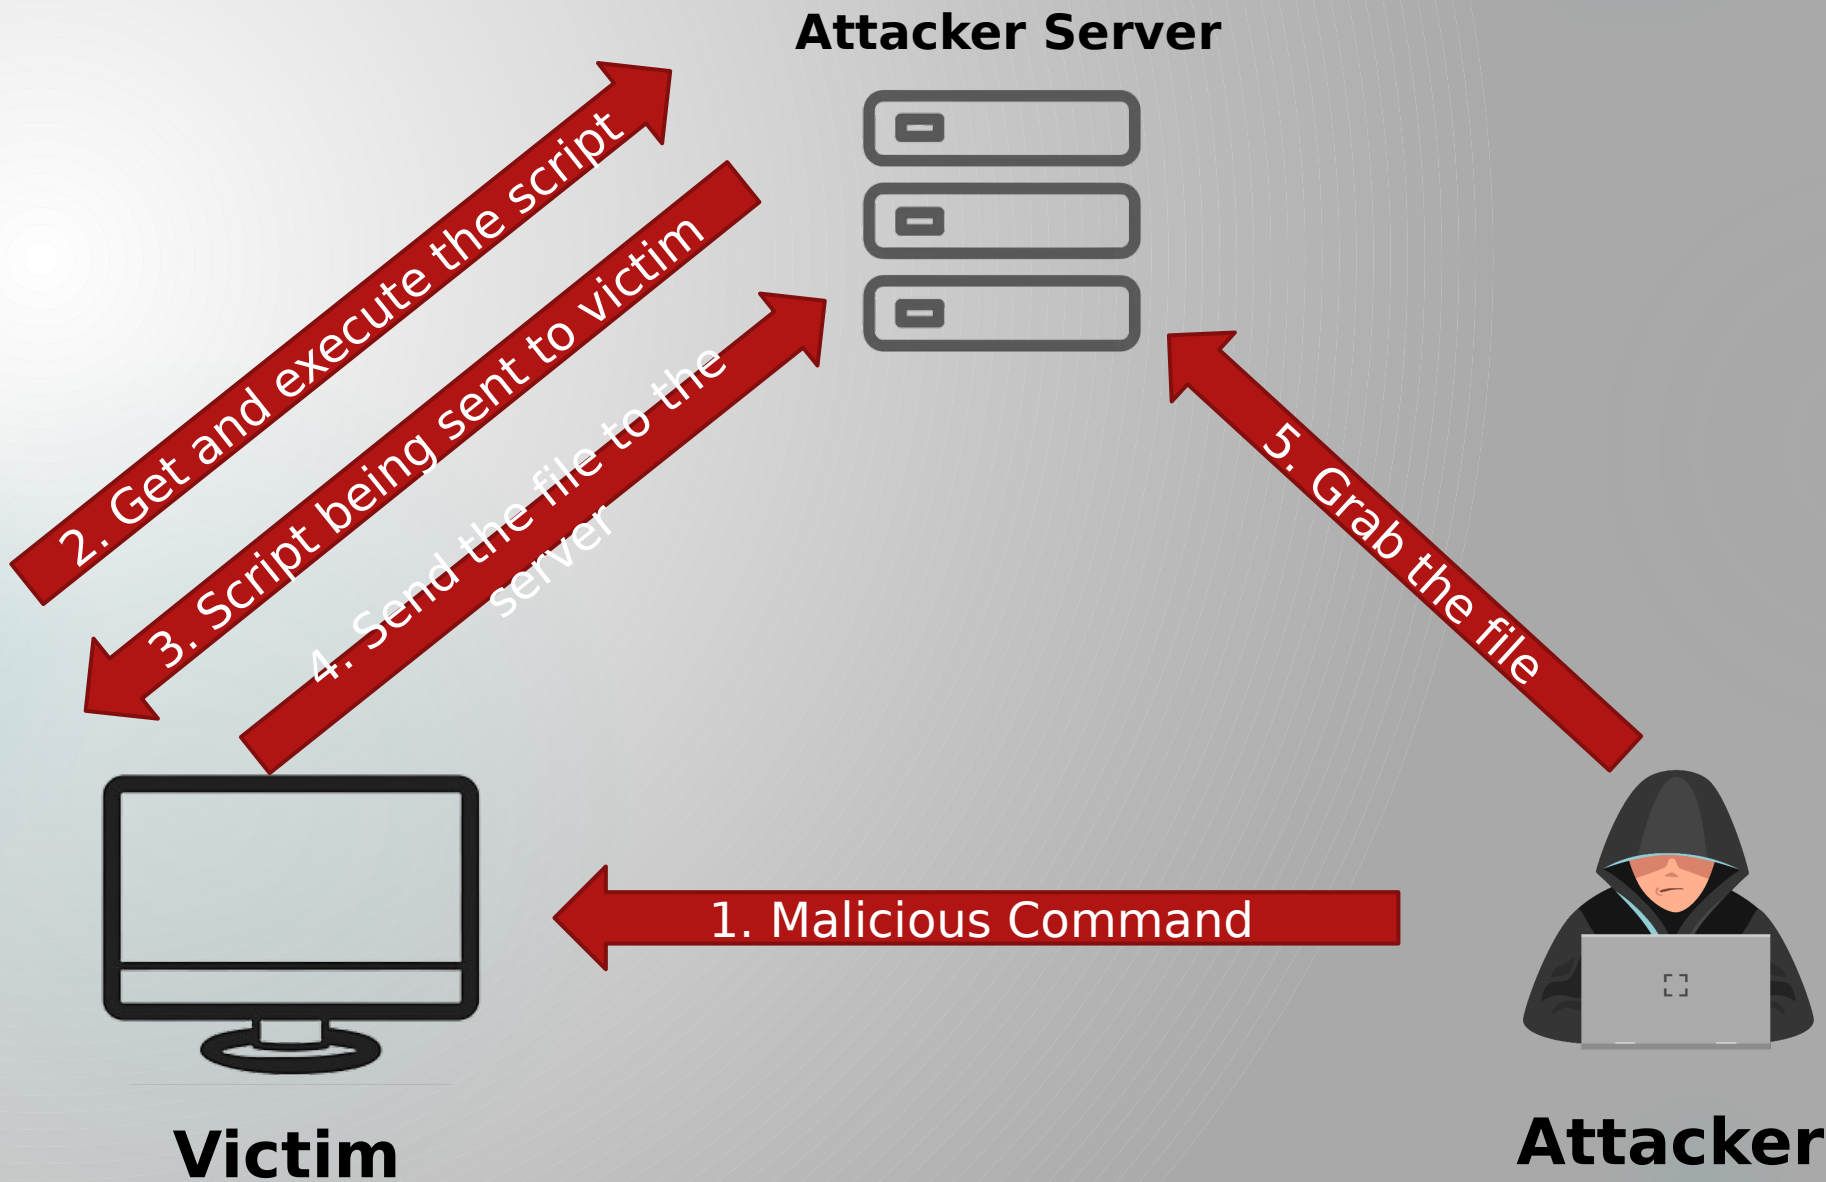 Attacker Server
2. Get and execute the script
3. Script being sent to victim
4. Send the file to the
server
5. Grab the file
1. Malicious Command
Victim
Attacker